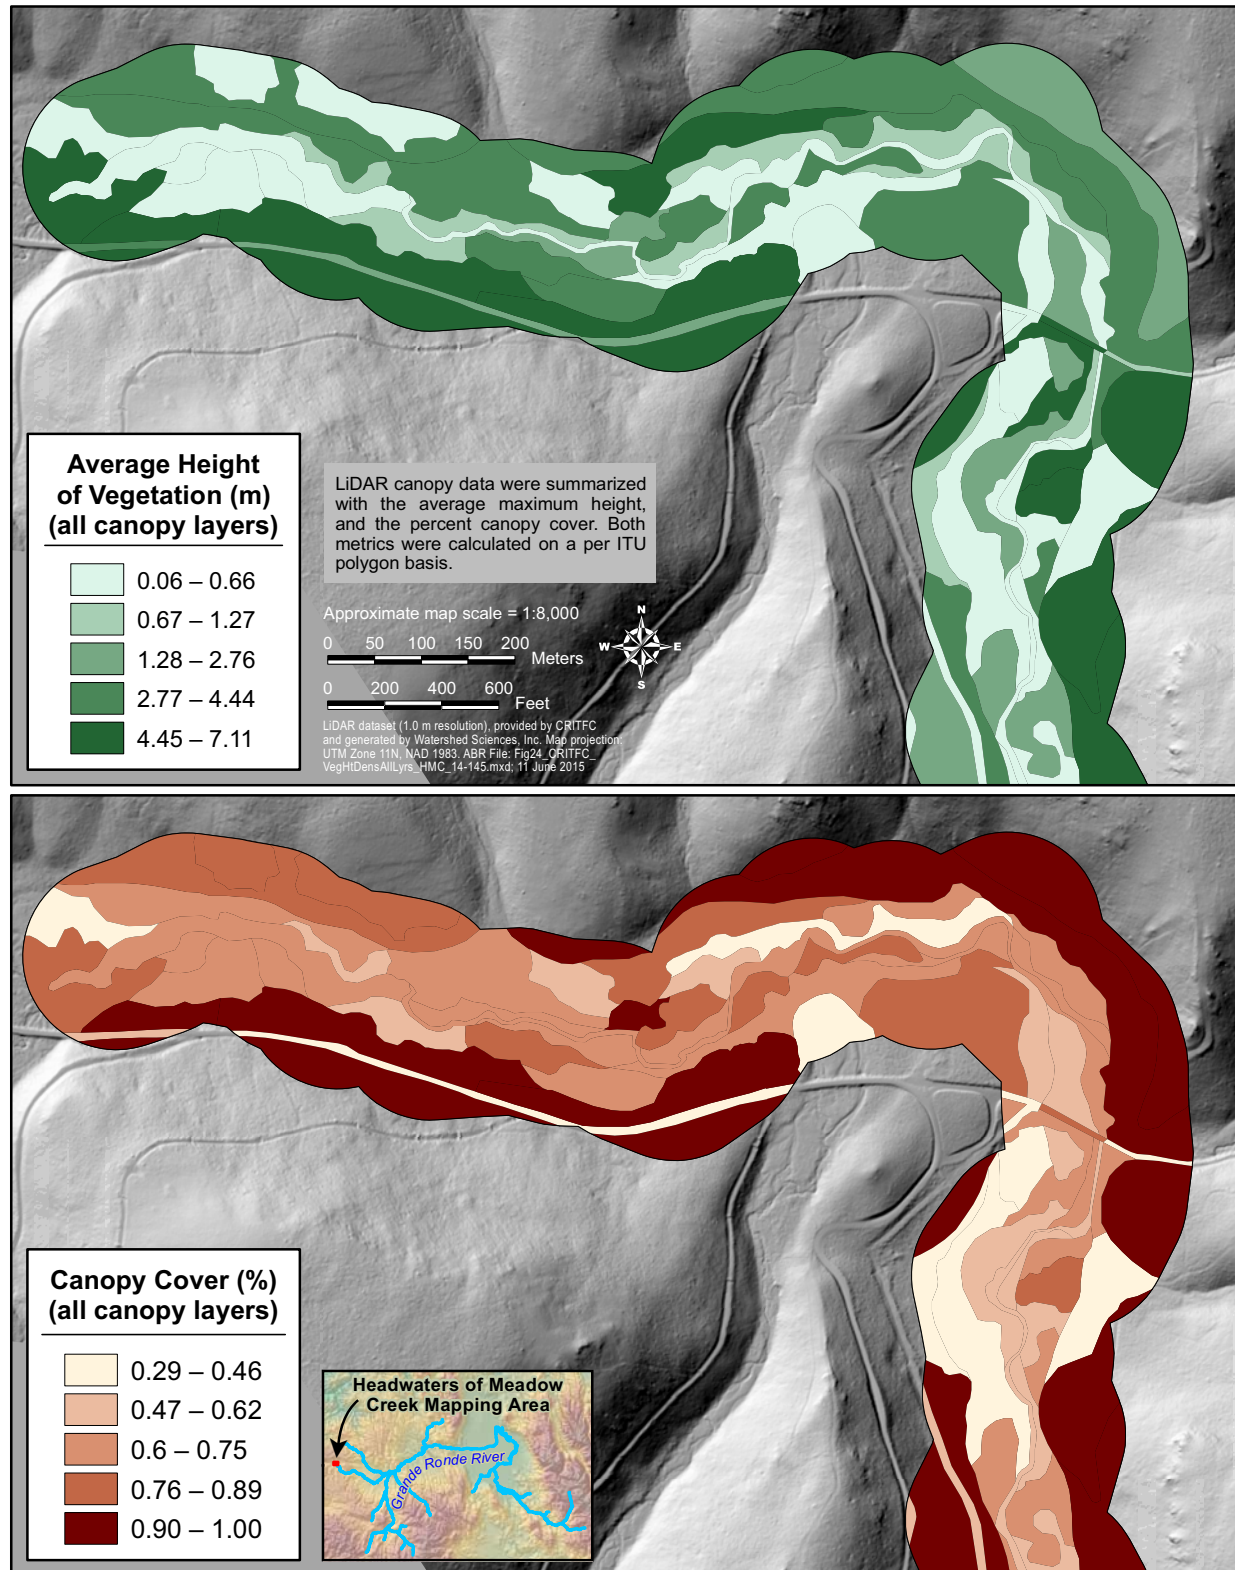 Average Height
of Vegetation (m)
(all canopy layers)
0.06 – 0.66
0.67 – 1.27
1.28 – 2.76
2.77 – 4.44
4.45 – 7.11
LiDAR canopy data were summarized
with the average maximum height,
and the percent canopy cover. Both
metrics were calculated on a per ITU
polygon basis.
Approximate map scale = 1:8,000
0 50 100 150 200
Meters
0 200 400 600
Feet
N
W E
S
LiDAR dataset (1.0 m resolution), provided by CRITFC
and generated by Watershed Sciences, Inc. Map projection:
UTM Zone 11N, NAD 1983. ABR File: Fig24_CRITFC_
VegHtDensAllLyrs_HMC_14-145.mxd; 11 June 2015
Canopy Cover (%)
(all canopy layers)
0.29 – 0.46
0.47 – 0.62
0.6 – 0.75
0.76 – 0.89
0.90 – 1.00
Headwaters of Meadow
Creek Mapping Area
Grande Ronde River